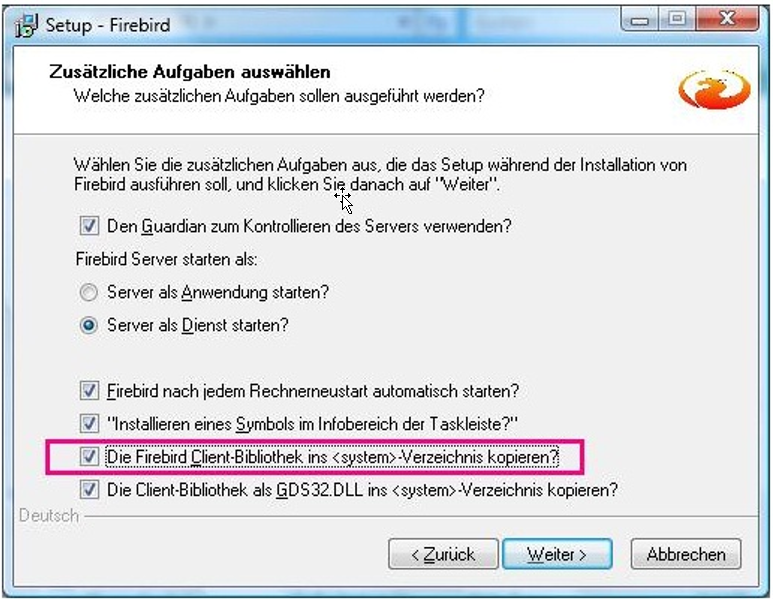 Setup - Firebird
Zusätzliche Aufgaben auswählen
Welche zusätzlichen Aufgaben sollen ausgeführt werden?
Wählen Sie die zusätzlichen Aufgaben aus, die das Setup während der Installation von
Firebird ausführen soll, und klicken Sie danach auf "Weiter".
Den Guardian zum Kontrollieren des Servers verwenden?
Firebird Server starten als:
Server als Anwendung starten?
Server als Dienst starten?
Firebird nach jedem Rechnerneustart automatisch starten?
"Installieren eines Symbols im Infobereich der Taskleiste?"
Die Firebird Client-Bibliothek ins <system>-Verzeichnis kopieren?
Die Client-Bibliothek als GDS32.DLL ins <system>-Verzeichnis kopieren?
Deutsch
< Zurück Weiter > Abbrechen